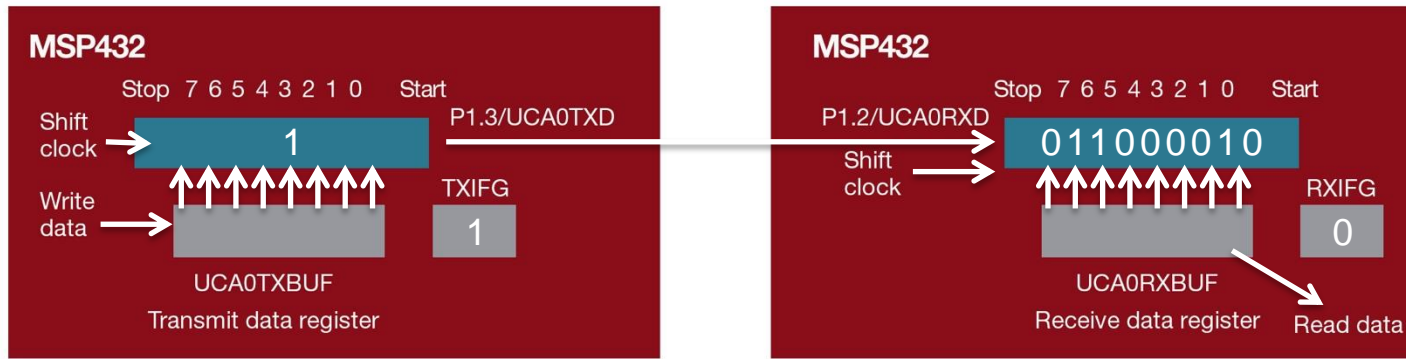 MSP432
Stop 7 6 5 4 3 2 1 0 Start
Shift
clock
1
P1.3/UCA0TXD
Write
data
TXIFG
1
UCA0TXBUF
Transmit data register
MSP432
Stop 7 6 5 4 3 2 1 0 Start
P1.2/UCA0RXD
Shift
clock
011000010
RXIFG
0
UCA0RXBUF
Receive data register
Read data